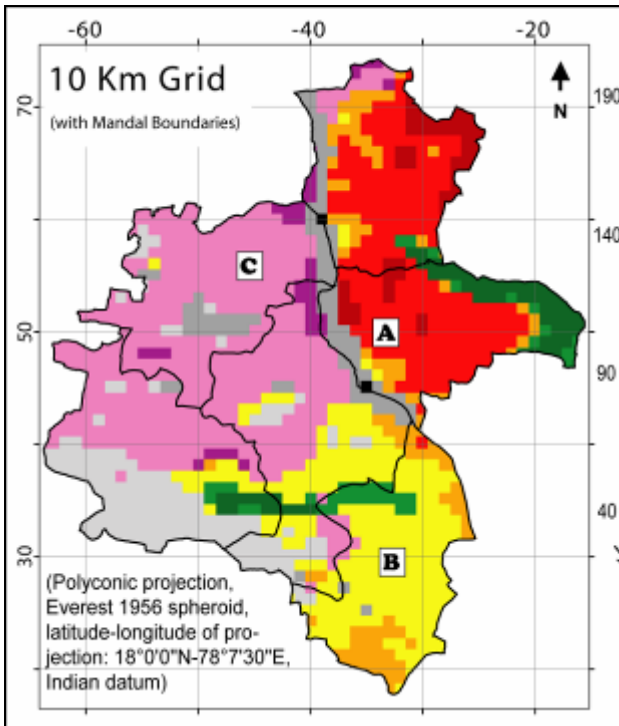 -60 -40 -30 -20
10 Km Grid
(with Mandal Boundaries)
N
70
190
C
140
A
50
90
40
B
30
(Polyconic projection,
Everest 1956 spheroid,
latitude-longitude of pro-
jection: 18°0'0"N-78°7'30"E,
Indian datum)